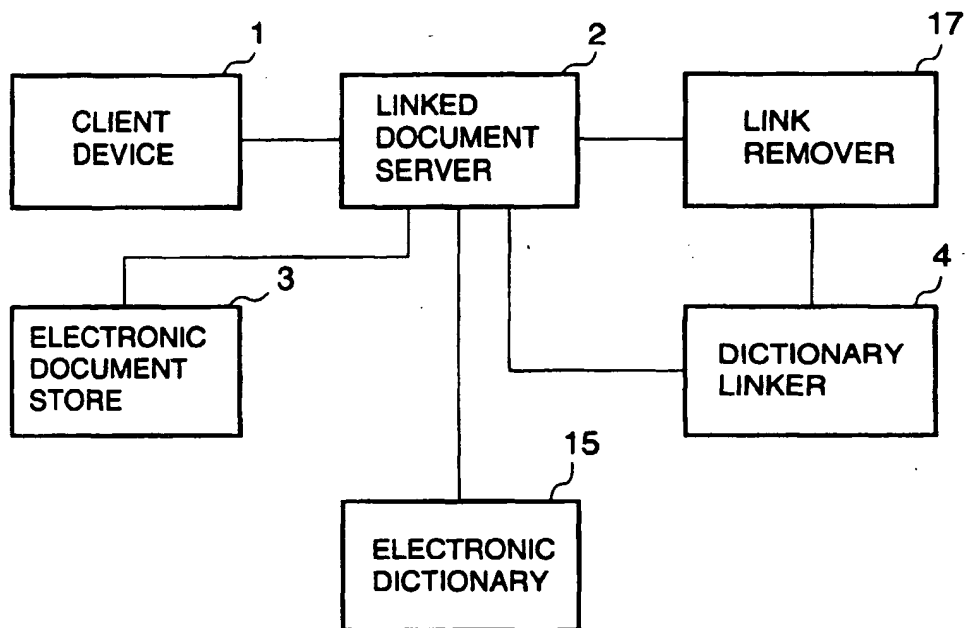 1
CLIENT
DEVICE
2
LINKED
DOCUMENT
SERVER
17
LINK
REMOVER
3
ELECTRONIC
DOCUMENT
STORE
4
DICTIONARY
LINKER
15
ELECTRONIC
DICTIONARY